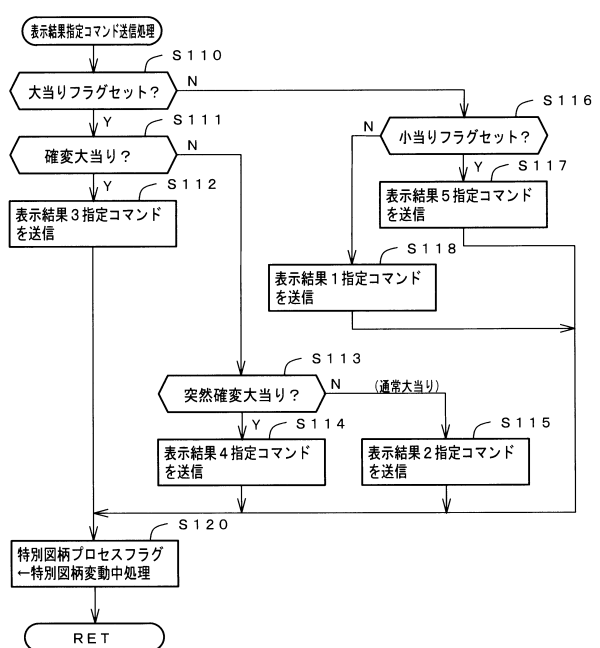 表示結果指定コマンド送信処理
S110
大当りフラグセット?
N
Y
S111
確変大当り?
N
Y
S112
表示結果3指定コマンド
を送信
S116
小当りフラグセット?
N
Y
S117
表示結果5指定コマンド
を送信
S118
表示結果1指定コマンド
を送信
S113
突然確変大当り?
N
(通常大当り)
Y
S114
表示結果4指定コマンド
を送信
S115
表示結果2指定コマンド
を送信
S120
特別図柄プロセスフラグ
←特別図柄変動中処理
RET